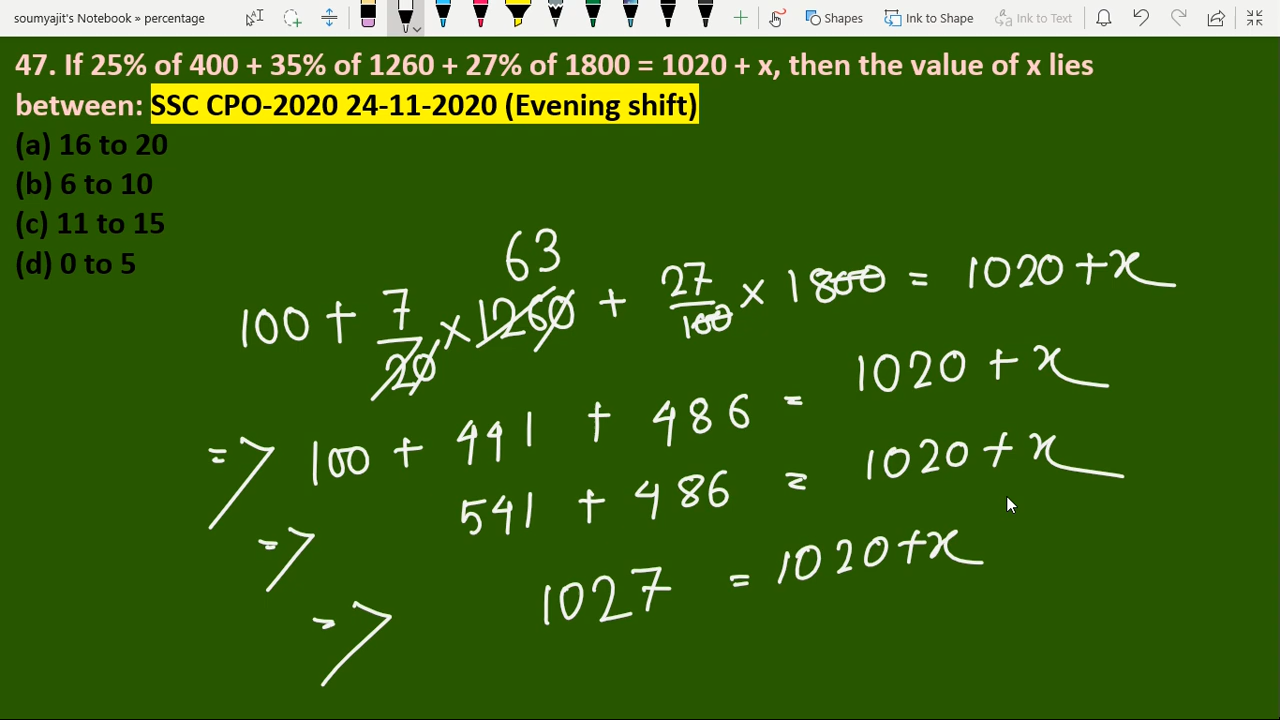 soumyajit's Notebook » percentage
Shapes
Ink to Shape
Ink to Text
47. If 25% of 400 + 35% of 1260 + 27% of 1800 = 1020 + x, then the value of x lies
between: SSC CPO-2020 24-11-2020 (Evening shift)
(a) 16 to 20
(b) 6 to 10
(c) 11 to 15
(d) 0 to 5
63
100 + 7/20 × 1260 + 27/100 × 1800 = 1020 + x
=> 100 + 441 + 486 = 1020 + x
=> 541 + 486 = 1020 + x
=> 1027 = 1020 + x